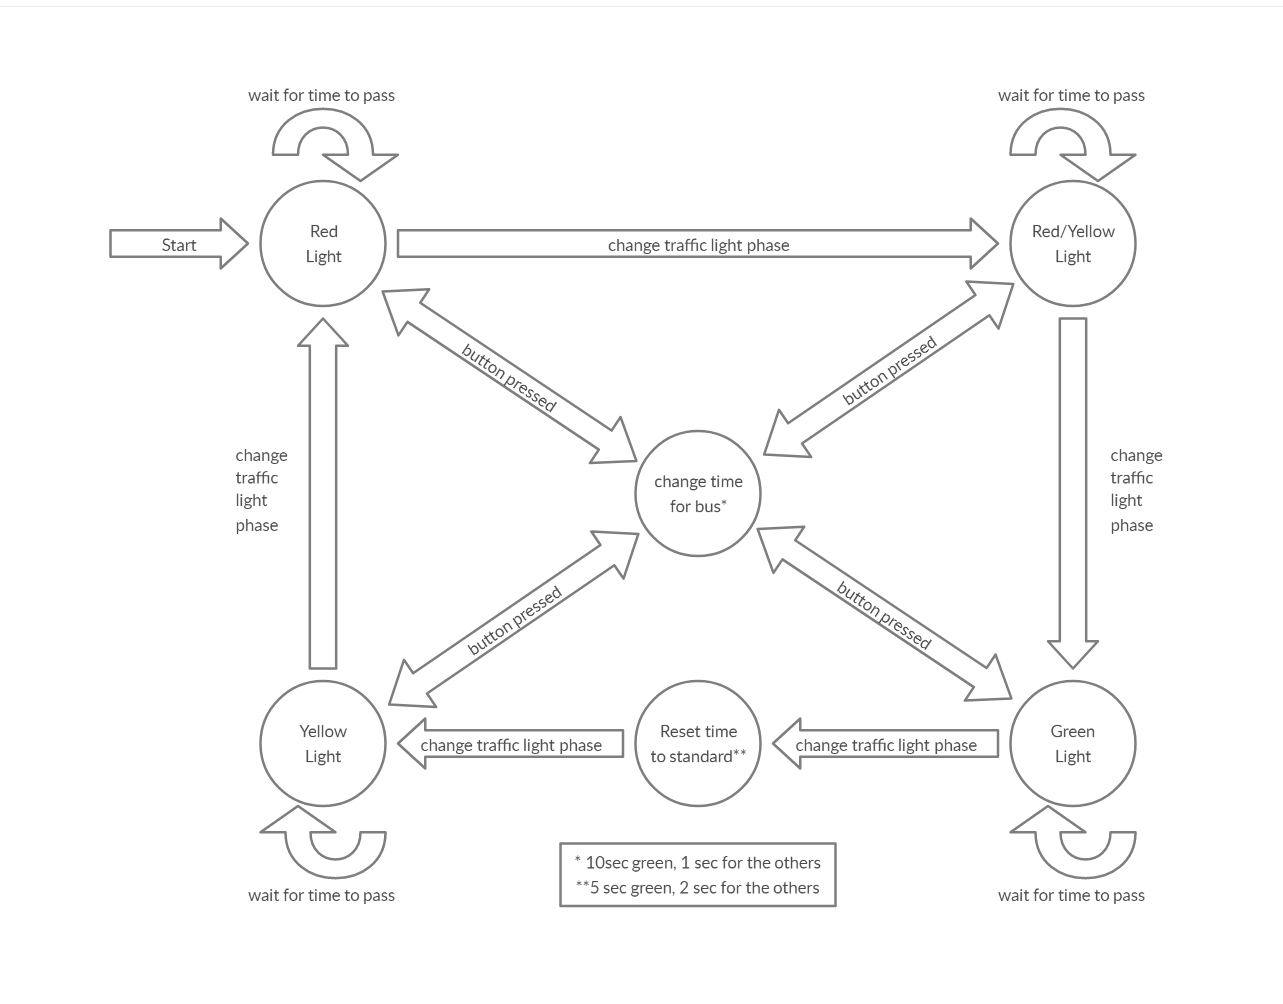 wait for time to pass
wait for time to pass
Red
Light
Red/Yellow
Light
Start
change traffic light phase
button pressed
button pressed
change
traffic
light
phase
change time
for bus*
change
traffic
light
phase
button pressed
button pressed
Yellow
Light
change traffic light phase
Reset time
to standard**
change traffic light phase
Green
Light
* 10sec green, 1 sec for the others
**5 sec green, 2 sec for the others
wait for time to pass
wait for time to pass